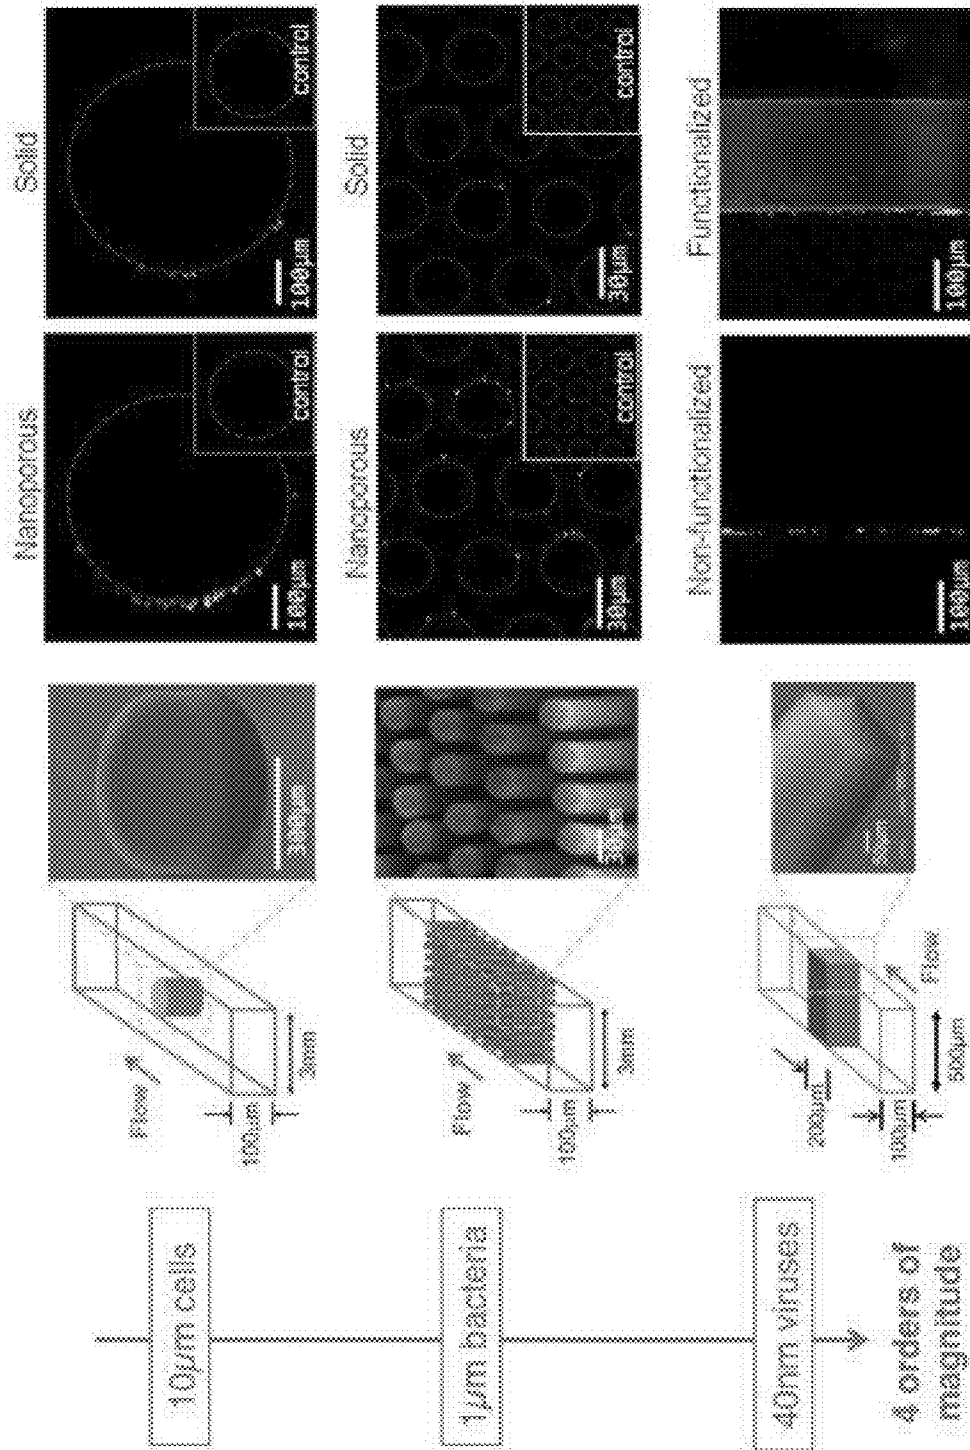 10µm cells
Flow
100µm
3mm
300µm
Nanoporous
100µm
control
Solid
100µm
control
1µm bacteria
Flow
100µm
3mm
Nanoporous
30µm
control
Solid
30µm
control
40nm viruses
200µm
100µm
500µm
Flow
Non-functionalized
100µm
Functionalized
100µm
4 orders of
magnitude